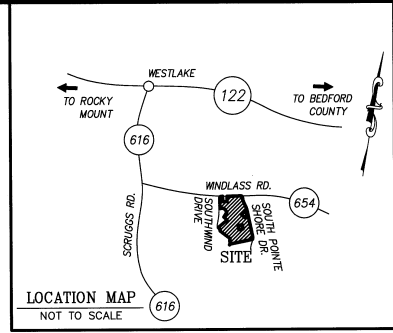 WESTLAKE
TO ROCKY
MOUNT
122
TO BEDFORD
COUNTY
616
WINDLASS RD.
654
SCRUGGS RD.
SOUTHWIND
DRIVE
SOUTH POINTE
SHORE DR.
SITE
LOCATION MAP
NOT TO SCALE
616